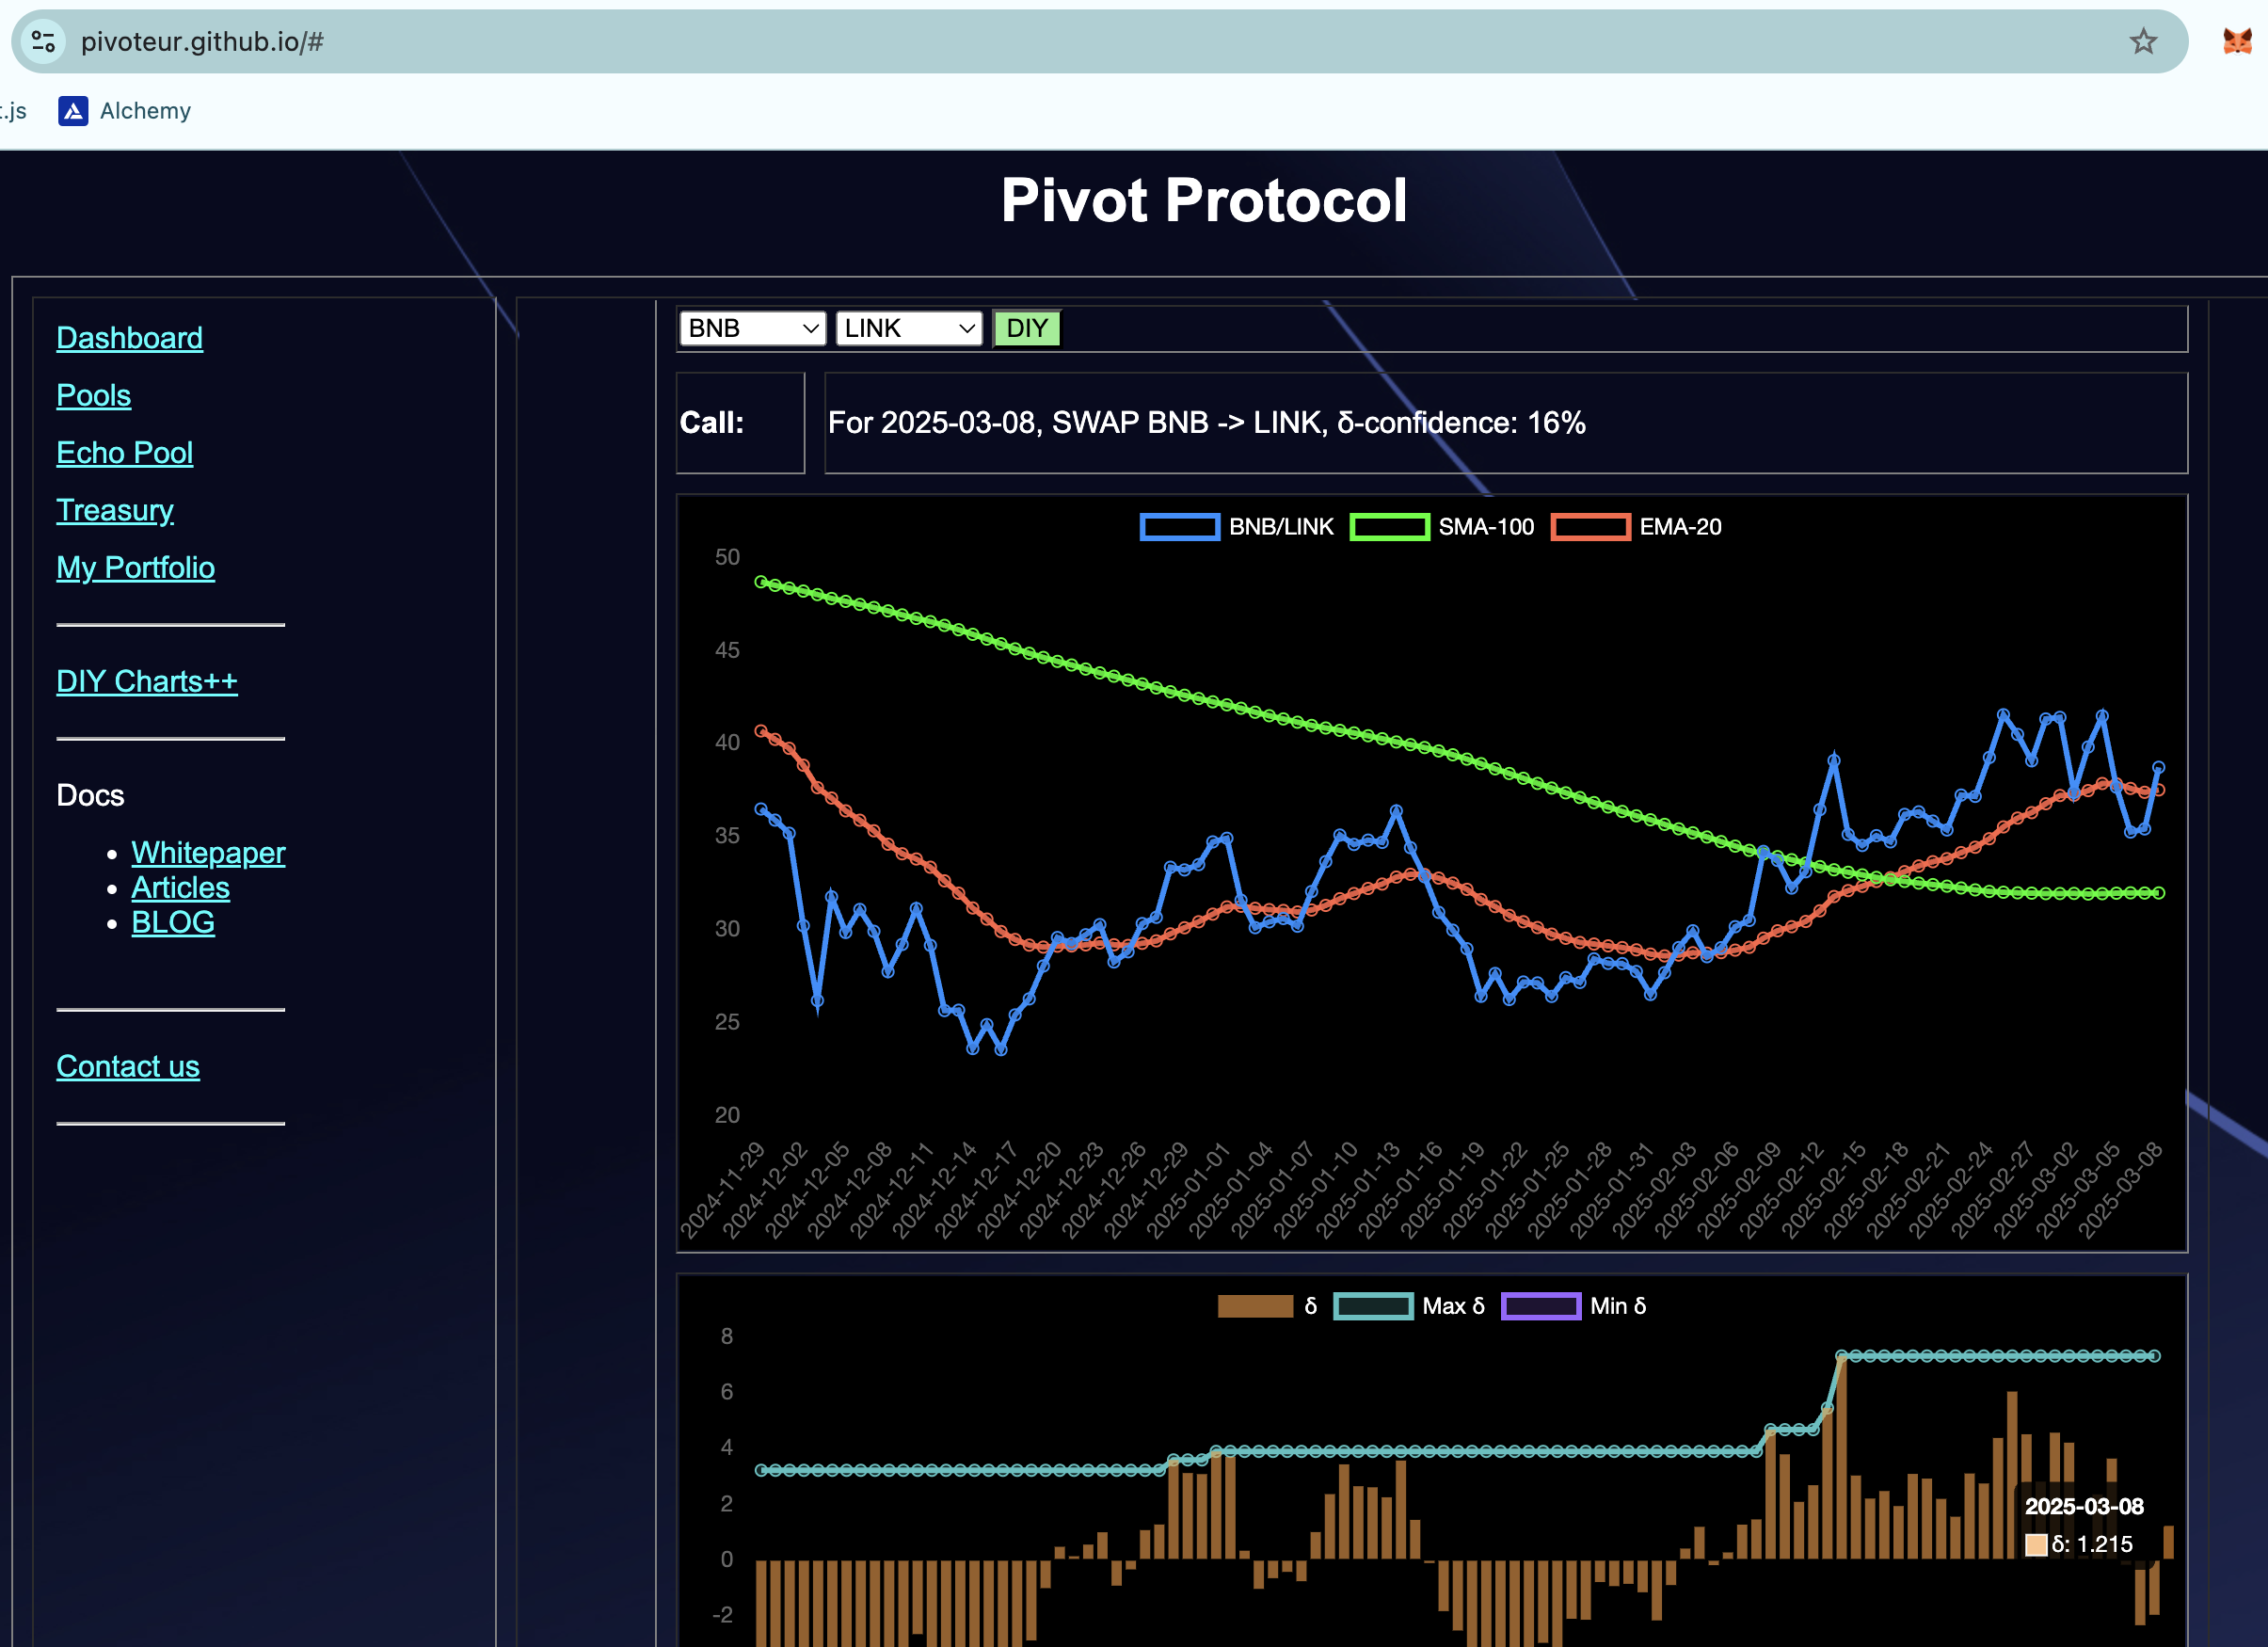 pivoteur.github.io/#
t.js Alchemy
Pivot Protocol
Dashboard
Pools
Echo Pool
Treasury
My Portfolio
DIY Charts++
Docs
Whitepaper
Articles
BLOG
Contact us
BNB LINK DIY
Call: For 2025-03-08, SWAP BNB -> LINK, δ-confidence: 16%
BNB/LINK SMA-100 EMA-20
50
45
40
35
30
25
20
2024-11-29
2024-12-02
2024-12-05
2024-12-08
2024-12-11
2024-12-14
2024-12-17
2024-12-20
2024-12-23
2024-12-26
2024-12-29
2025-01-01
2025-01-04
2025-01-07
2025-01-10
2025-01-13
2025-01-16
2025-01-19
2025-01-22
2025-01-25
2025-01-28
2025-01-31
2025-02-03
2025-02-06
2025-02-09
2025-02-12
2025-02-15
2025-02-18
2025-02-21
2025-02-24
2025-02-27
2025-03-02
2025-03-05
2025-03-08
δ Max δ Min δ
8
6
4
2
0
-2
2025-03-08
δ: 1.215